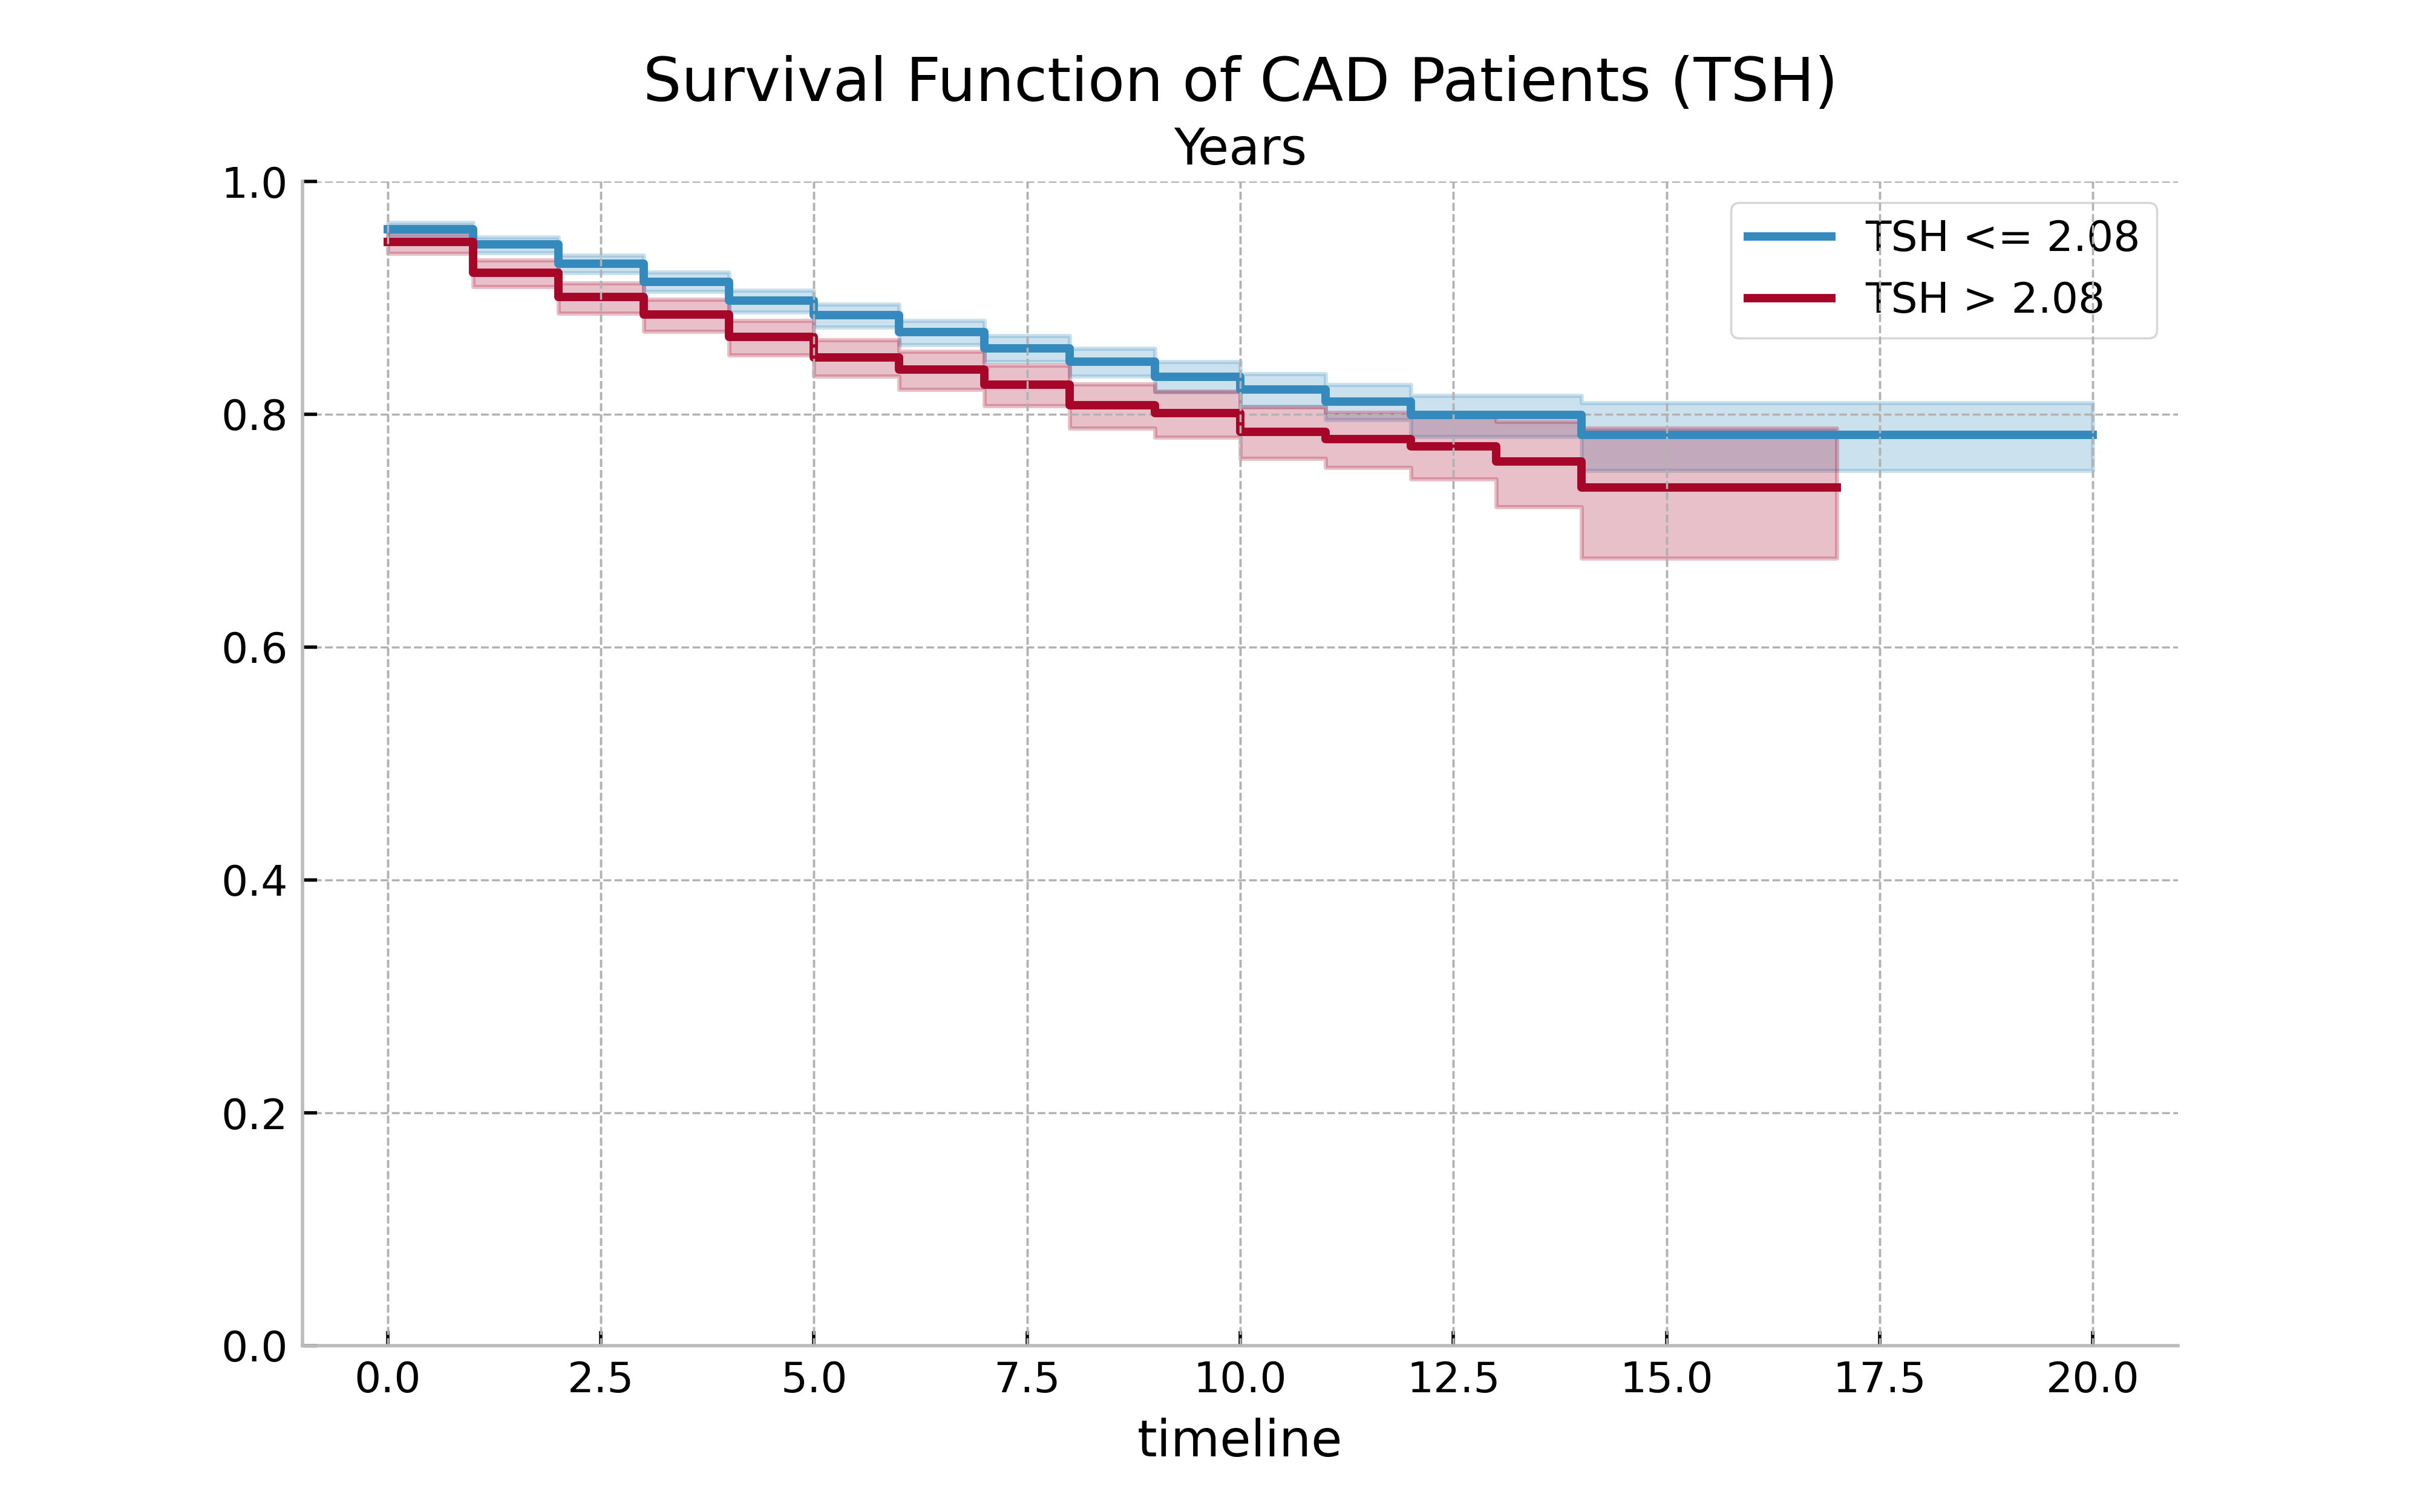 Survival Function of CAD Patients (TSH)
Years
TSH <= 2.08
TSH > 2.08
1.0
0.8
0.6
0.4
0.2
0.0
0.0 2.5 5.0 7.5 10.0 12.5 15.0 17.5 20.0
timeline